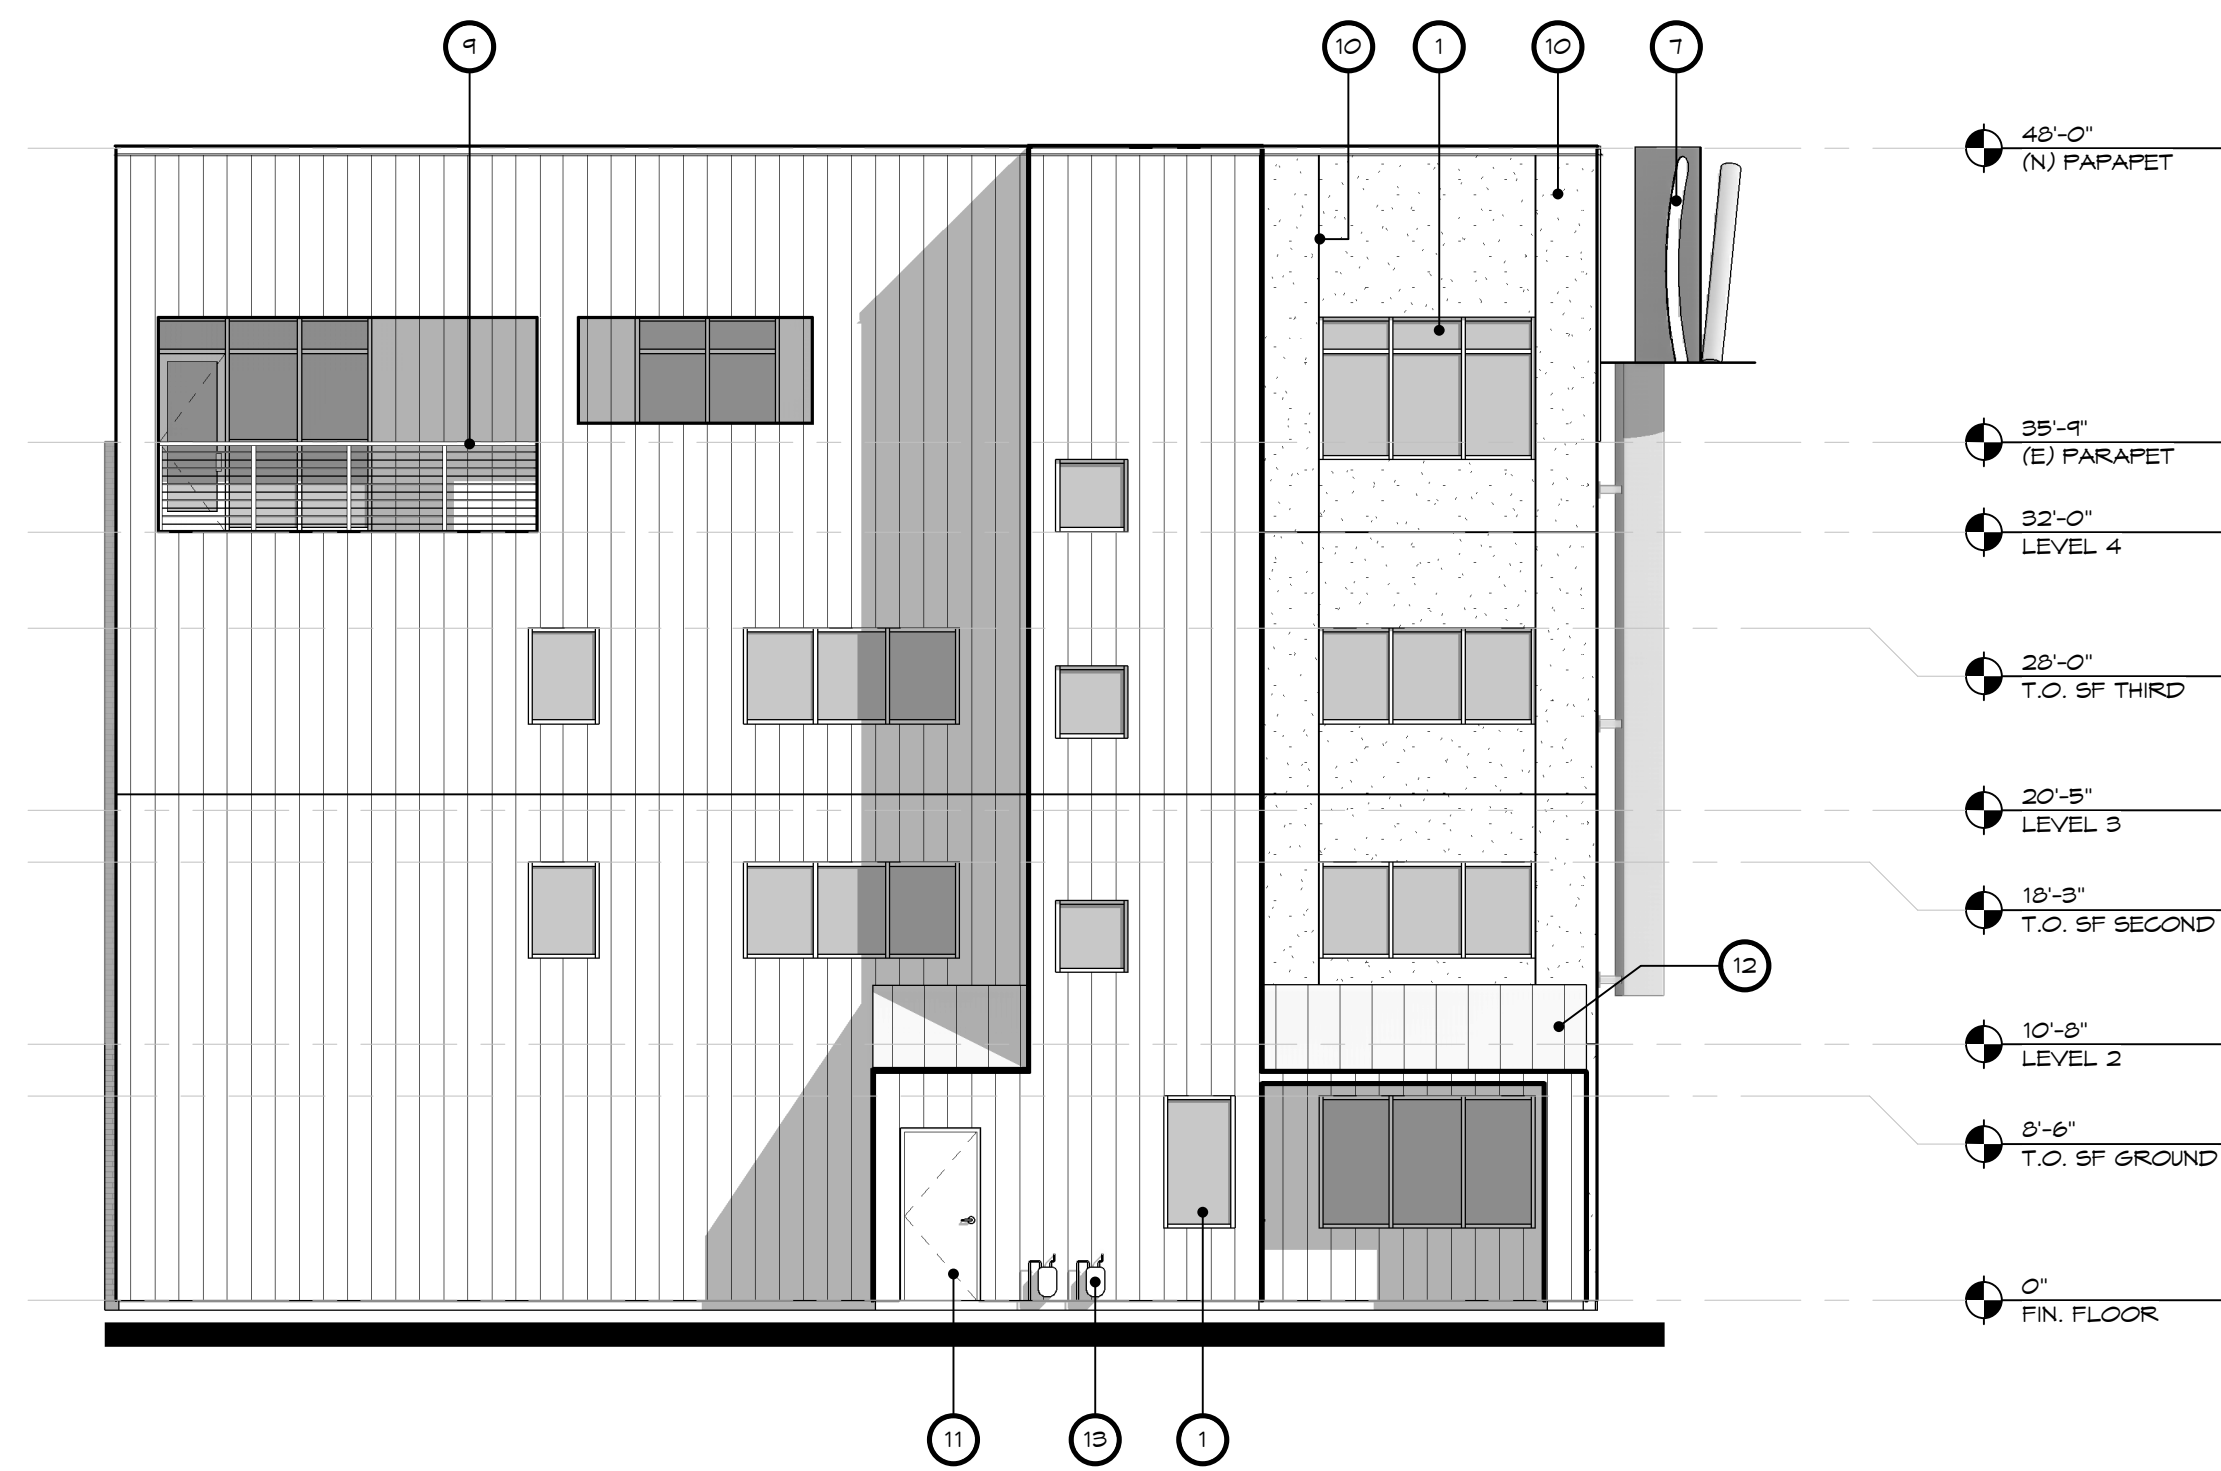 9
10
1
10
7
48'-0"
(N) PAPAPET
35'-9"
(E) PARAPET
32'-0"
LEVEL 4
28'-0"
T.O. SF THIRD
20'-5"
LEVEL 3
18'-3"
T.O. SF SECOND
12
10'-8"
LEVEL 2
8'-6"
T.O. SF GROUND
0"
FIN. FLOOR
11
13
1